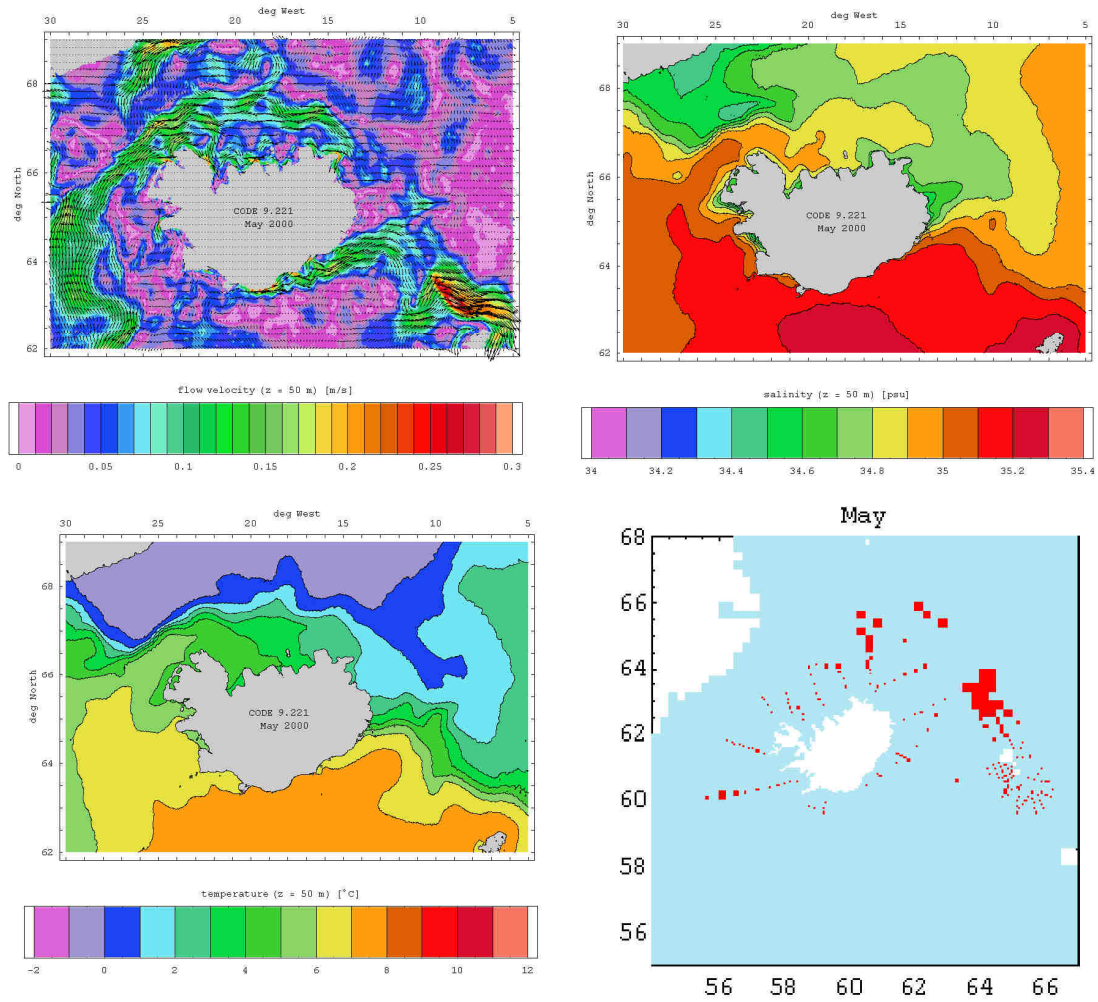 deg West
30 25 20 15 10 5
68
66
64
62
deg North
CODE 9.221
May 2000
flow velocity (z = 50 m) [m/s]
0 0.05 0.1 0.15 0.2 0.25 0.3
deg West
30 25 20 15 10 5
68
66
64
62
deg North
CODE 9.221
May 2000
salinity (z = 50 m) [psu]
34 34.2 34.4 34.6 34.8 35 35.2 35.4
deg West
30 25 20 15 10 5
68
66
64
62
deg North
CODE 9.221
May 2000
temperature (z = 50 m) [°C]
-2 0 2 4 6 8 10 12
May
68
66
64
62
60
58
56
56 58 60 62 64 66